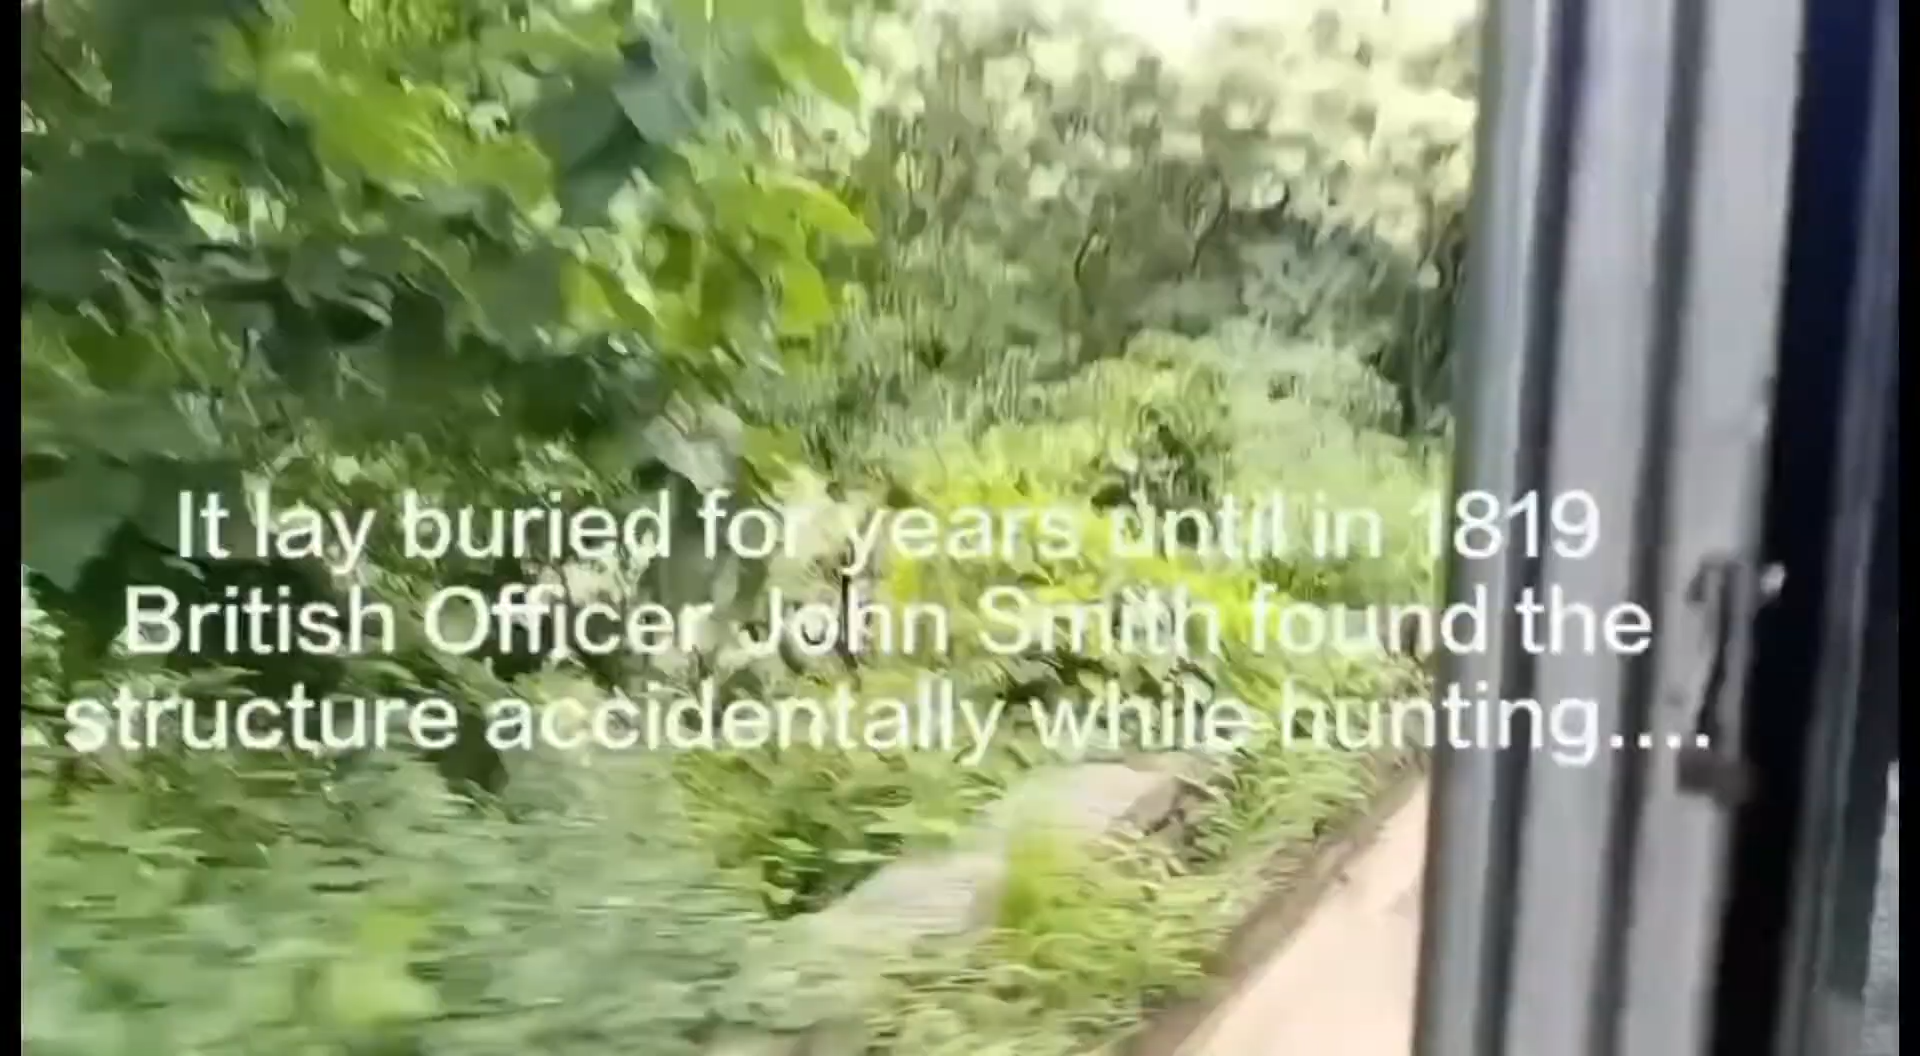 It lay buried for years until in 1819
British Officer John Smith found the
structure accidentally while hunting....